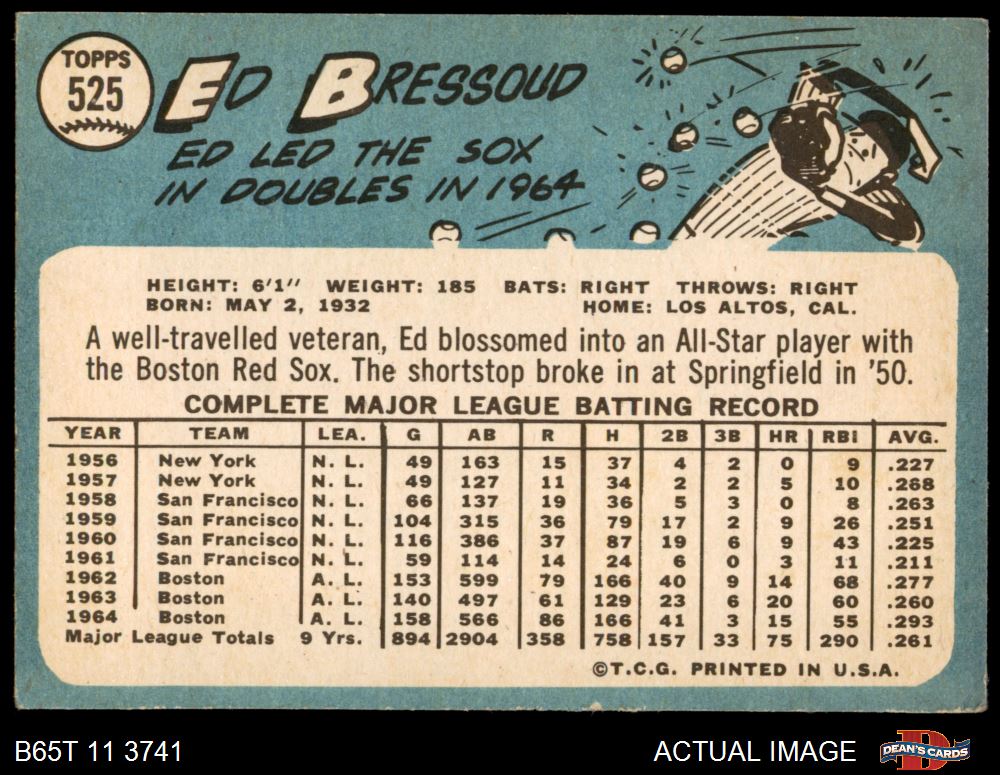 TOPPS
525
ED BRESSOUD
ED LED THE SOX
IN DOUBLES IN 1964
HEIGHT: 6'1" WEIGHT: 185 BATS: RIGHT THROWS: RIGHT
BORN: MAY 2, 1932 HOME: LOS ALTOS, CAL.
A well-travelled veteran, Ed blossomed into an All-Star player with
the Boston Red Sox. The shortstop broke in at Springfield in '50.
COMPLETE MAJOR LEAGUE BATTING RECORD
YEAR TEAM LEA. G AB R H 2B 3B HR RBI AVG.
1956 New York N. L. 49 163 15 37 4 2 0 9 .227
1957 New York N. L. 49 127 11 34 2 2 5 10 .268
1958 San Francisco N. L. 66 137 19 36 5 3 0 8 .263
1959 San Francisco N. L. 104 315 36 79 17 2 9 26 .251
1960 San Francisco N. L. 116 386 37 87 19 6 9 43 .225
1961 San Francisco N. L. 59 114 14 24 6 0 3 11 .211
1962 Boston A. L. 153 599 79 166 40 9 14 68 .277
1963 Boston A. L. 140 497 61 129 23 6 20 60 .260
1964 Boston A. L. 158 566 86 166 41 3 15 55 .293
Major League Totals 9 Yrs. 894 2904 358 758 157 33 75 290 .261
©T.C.G. PRINTED IN U.S.A.
B65T 11 3741 ACTUAL IMAGE DEAN'S CARDS